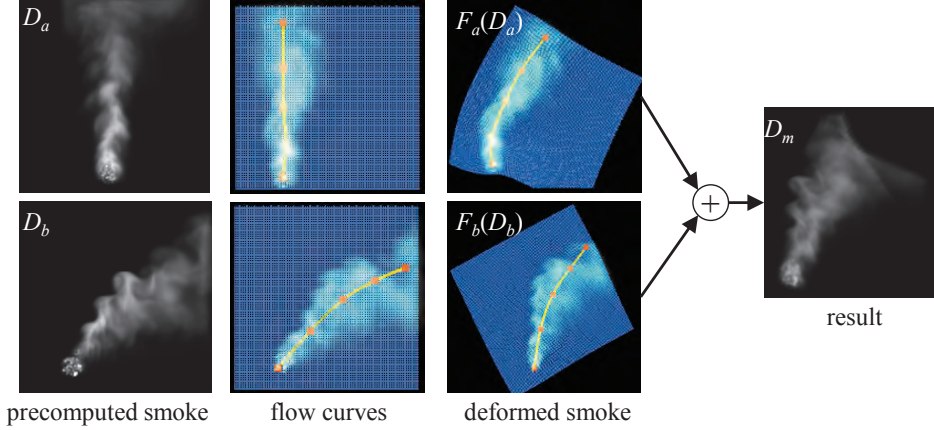 D_a
F_a(D_a)
D_m
D_b
F_b(D_b)
+
result
precomputed smoke
flow curves
deformed smoke